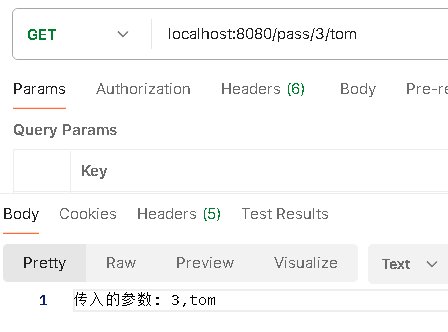 GET localhost:8080/pass/3/tom
Params Authorization Headers (6) Body Pre-re
Query Params
Key
Body Cookies Headers (5) Test Results
Pretty Raw Preview Visualize Text
1 传入的参数: 3,tom